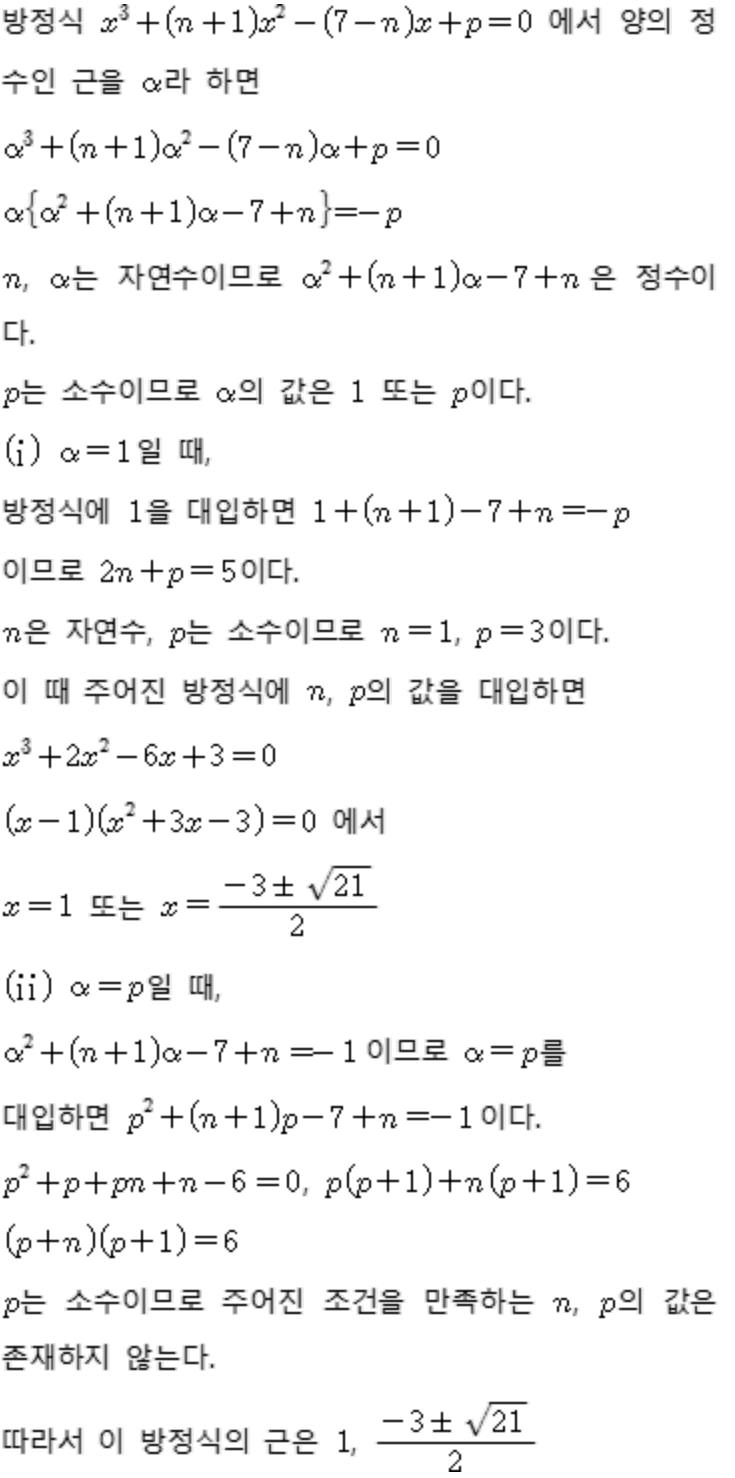 방정식 x³+(n+1)x²-(7-n)x+p=0 에서 양의 정
수인 근을 α라 하면
α³+(n+1)α²-(7-n)α+p=0
α{α²+(n+1)α-7+n}=-p
n, α는 자연수이므로 α²+(n+1)α-7+n 은 정수이
다.
p는 소수이므로 α의 값은 1 또는 p이다.
(i) α=1일 때,
방정식에 1을 대입하면 1+(n+1)-7+n=-p
이므로 2n+p=5이다.
n은 자연수, p는 소수이므로 n=1, p=3이다.
이 때 주어진 방정식에 n, p의 값을 대입하면
x³+2x²-6x+3=0
(x-1)(x²+3x-3)=0 에서
x=1 또는 x=(-3±√21)/2
(ii) α=p일 때,
α²+(n+1)α-7+n=-1 이므로 α=p를
대입하면 p²+(n+1)p-7+n=-1 이다.
p²+p+pn+n-6=0, p(p+1)+n(p+1)=6
(p+n)(p+1)=6
p는 소수이므로 주어진 조건을 만족하는 n, p의 값은
존재하지 않는다.
따라서 이 방정식의 근은 1, (-3±√21)/2